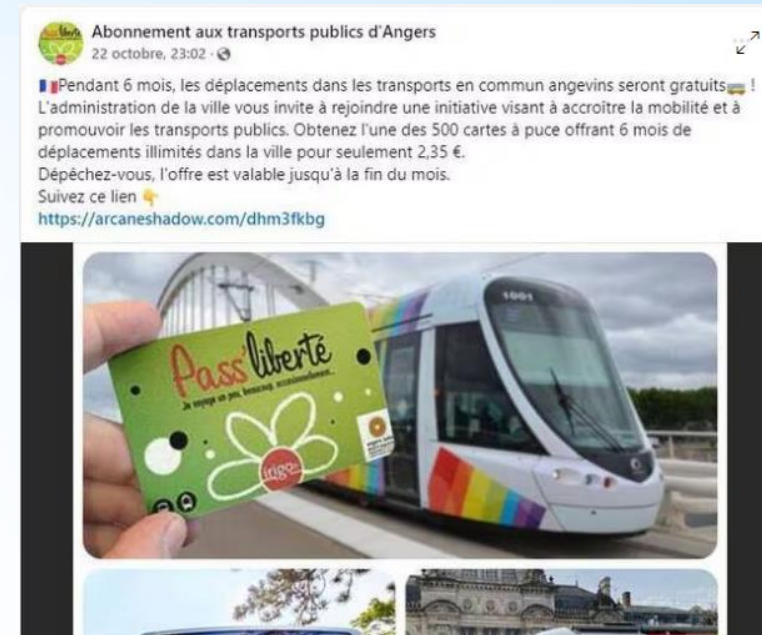 Abonnement aux transports publics d'Angers
22 octobre, 23:02 ·
Pendant 6 mois, les déplacements dans les transports en commun angevins seront gratuits !
L'administration de la ville vous invite à rejoindre une initiative visant à accroître la mobilité et à
promouvoir les transports publics. Obtenez l'une des 500 cartes à puce offrant 6 mois de
déplacements illimités dans la ville pour seulement 2,35 €.
Dépêchez-vous, l'offre est valable jusqu'à la fin du mois.
Suivez ce lien
https://arcaneshadow.com/dhm3fkbg
1001
Pass'liberté
Je voyage un peu, beaucoup, occasionnellement...
irigo